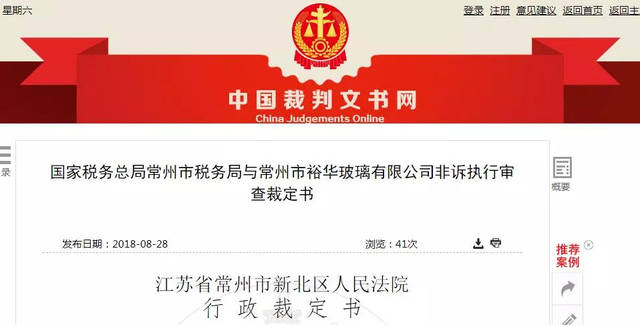 星期六
登录 注册 意见建议 返回首页 返回主
中国裁判文书网
China Judgements Online
录
国家税务总局常州市税务局与常州市裕华玻璃有限公司非诉执行审
查裁定书
概要
发布日期：2018-08-28 浏览：41次
推荐
案例
江苏省常州市新北区人民法院
行政裁定书